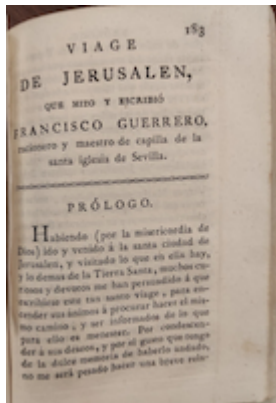 183
VIAGE
DE JERUSALEN,
QUE HIZO Y ESCRIBIÓ
FRANCISCO GUERRERO,
racionero y maestro de capilla de la
santa iglesia de Sevilla.
PRÓLOGO.
Habiendo (por la misericordia de
Dios) ido y venido á la santa ciudad de
Jerusalen, y visitado lo que en ella hay,
y lo demas de la Tierra Santa, muchos cu-
riosos y devotos me han persuadido á que
escribiese este tan santo viage, para en-
cender sus ánimos á procurar hacer el mis-
mo camino, y ser informados de lo que
para ello es menester. Por condescen-
der á sus deseos, y por el gusto que tengo
de la dulce memoria de haberlo andado,
no me será pesado hacer una breve rela-